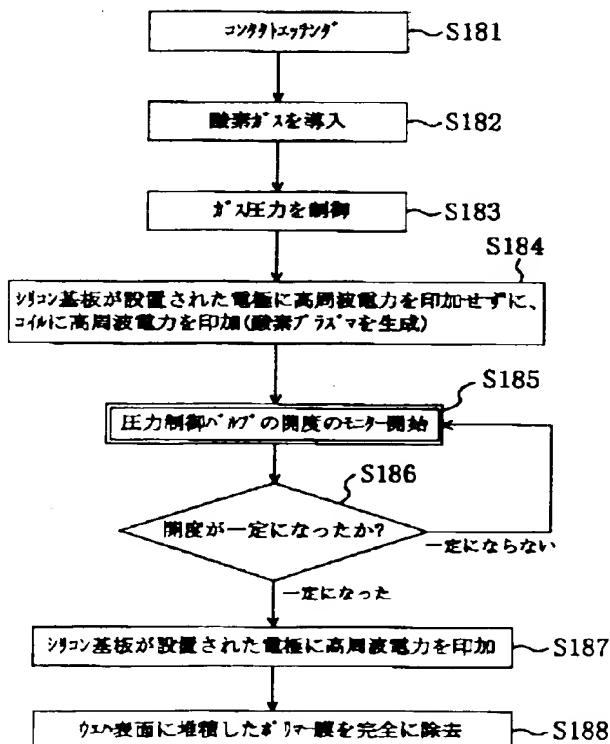 コンタクトエッチング
S181
酸素ガスを導入
S182
ガス圧力を制御
S183
S184
シリコン基板が設置された電極に高周波電力を印加せずに、
コイルに高周波電力を印加(酸素プラズマを生成)
S185
圧力制御バルブの開度のモニター開始
S186
開度が一定になったか?
一定にならない
一定になった
シリコン基板が設置された電極に高周波電力を印加
S187
ウエハ表面に堆積したポリマー膜を完全に除去
S188